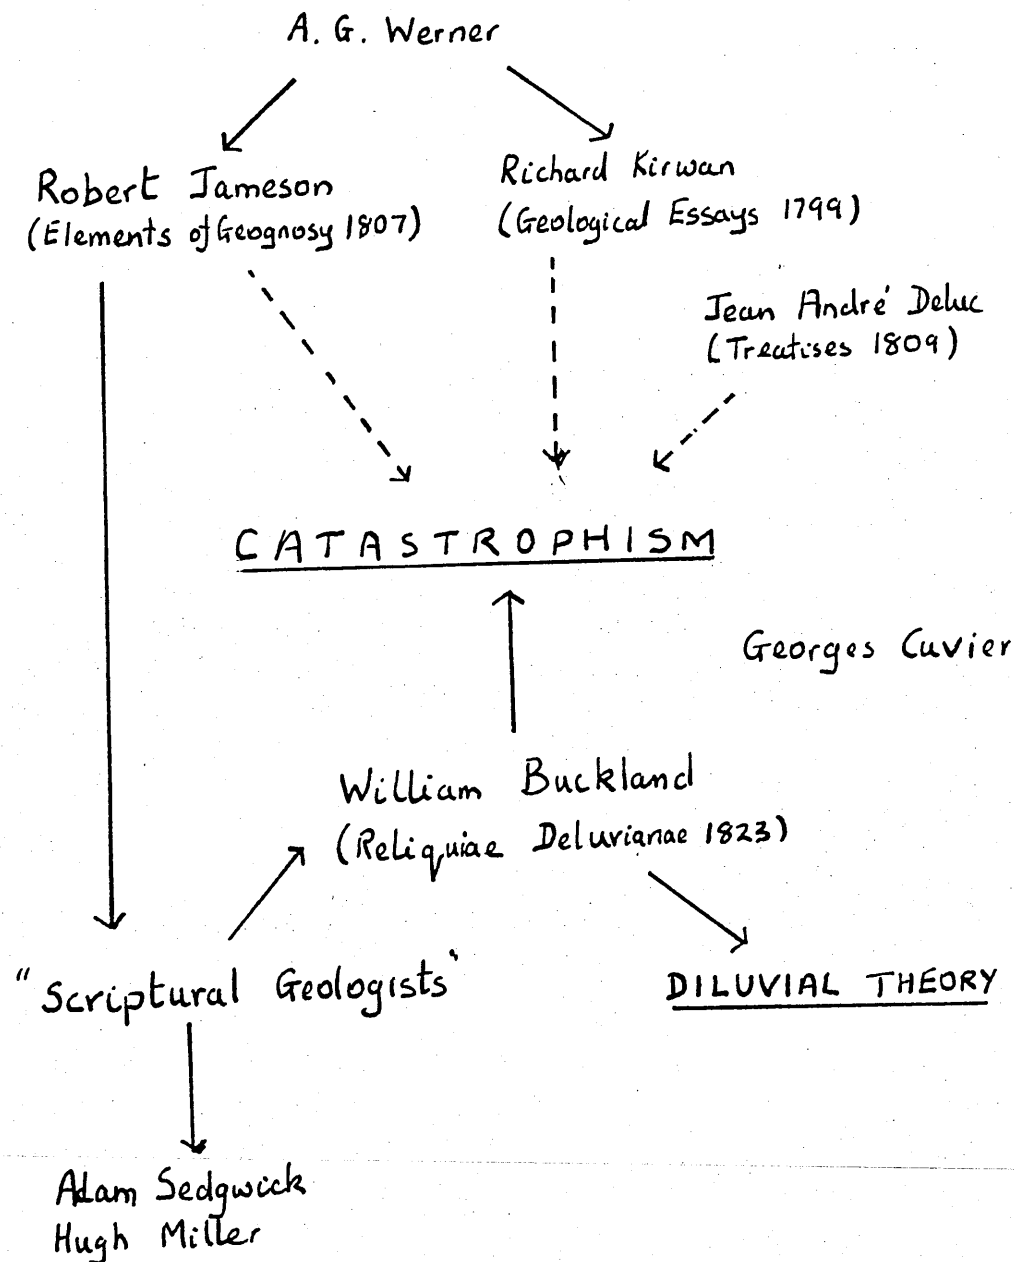 A. G. Werner
Robert Jameson
(Elements of Geognosy 1807)
Richard Kirwan
(Geological Essays 1799)
Jean André Deluc
(Treatises 1809)
CATASTROPHISM
Georges Cuvier
William Buckland
(Reliquiae Deluvianae 1823)
"Scriptural Geologists"
DILUVIAL THEORY
Adam Sedgwick
Hugh Miller